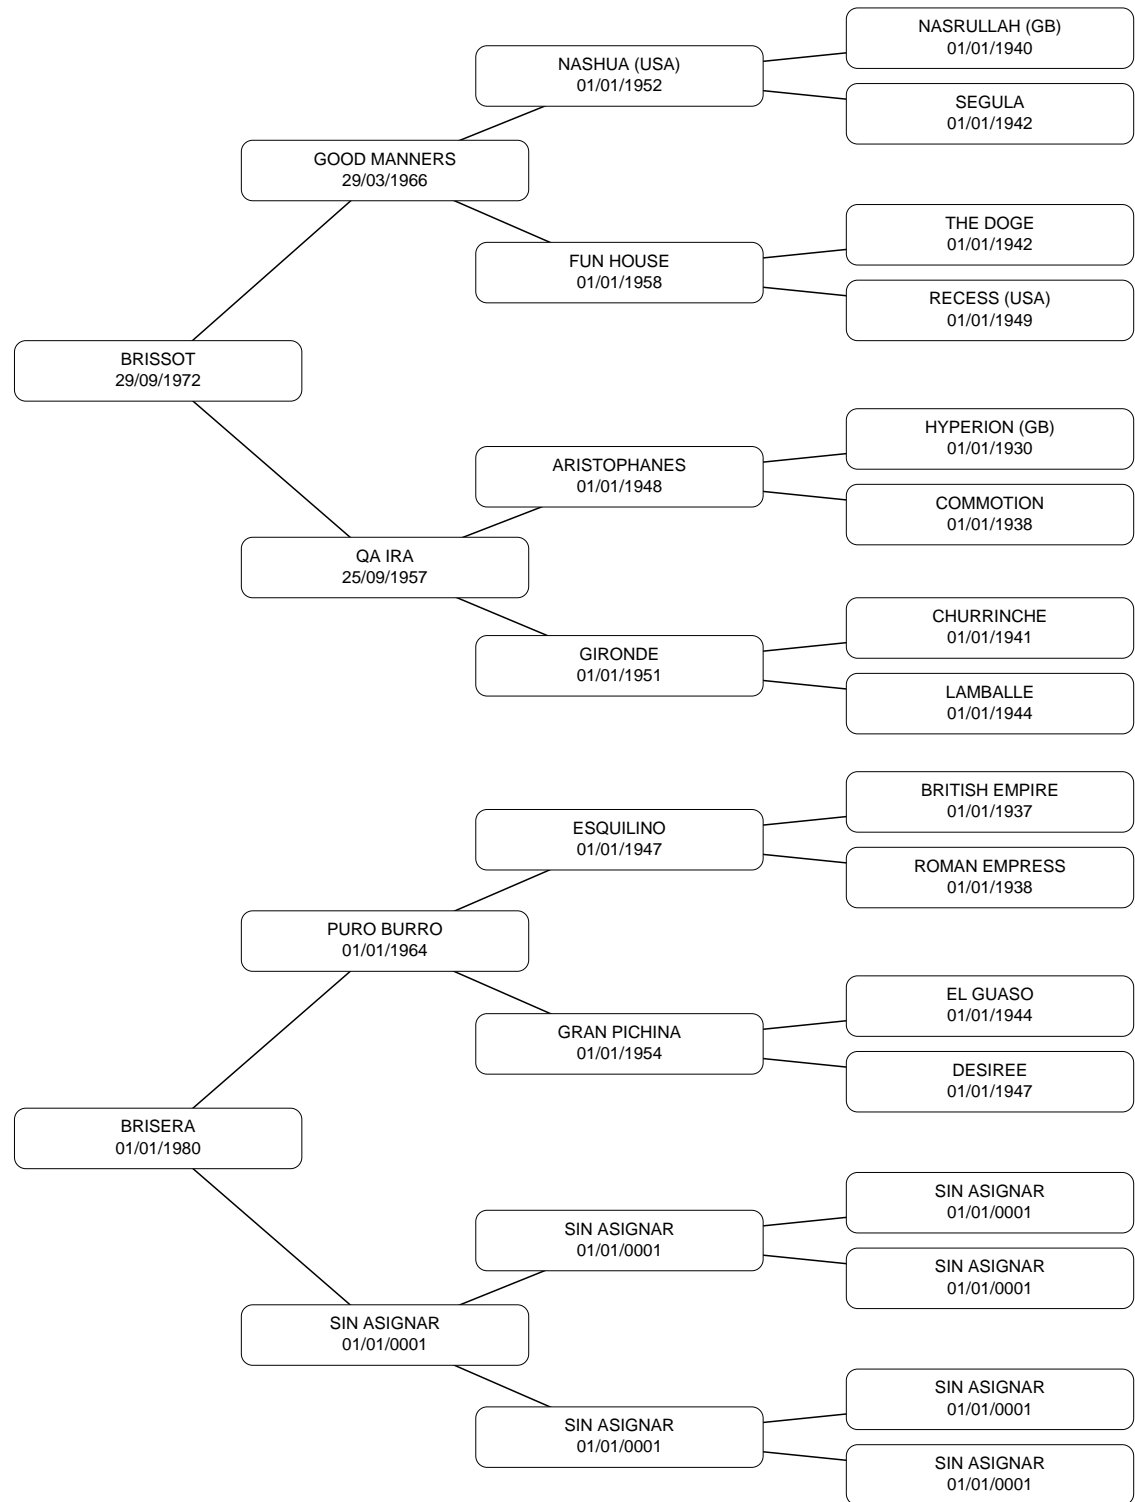 NASRULLAH (GB)
01/01/1940
NASHUA (USA)
01/01/1952
SEGULA
01/01/1942
GOOD MANNERS
29/03/1966
THE DOGE
01/01/1942
FUN HOUSE
01/01/1958
RECESS (USA)
01/01/1949
BRISSOT
29/09/1972
HYPERION (GB)
01/01/1930
ARISTOPHANES
01/01/1948
COMMOTION
01/01/1938
QA IRA
25/09/1957
CHURRINCHE
01/01/1941
GIRONDE
01/01/1951
LAMBALLE
01/01/1944
BRITISH EMPIRE
01/01/1937
ESQUILINO
01/01/1947
ROMAN EMPRESS
01/01/1938
PURO BURRO
01/01/1964
EL GUASO
01/01/1944
GRAN PICHINA
01/01/1954
DESIREE
01/01/1947
BRISERA
01/01/1980
SIN ASIGNAR
01/01/0001
SIN ASIGNAR
01/01/0001
SIN ASIGNAR
01/01/0001
SIN ASIGNAR
01/01/0001
SIN ASIGNAR
01/01/0001
SIN ASIGNAR
01/01/0001
SIN ASIGNAR
01/01/0001